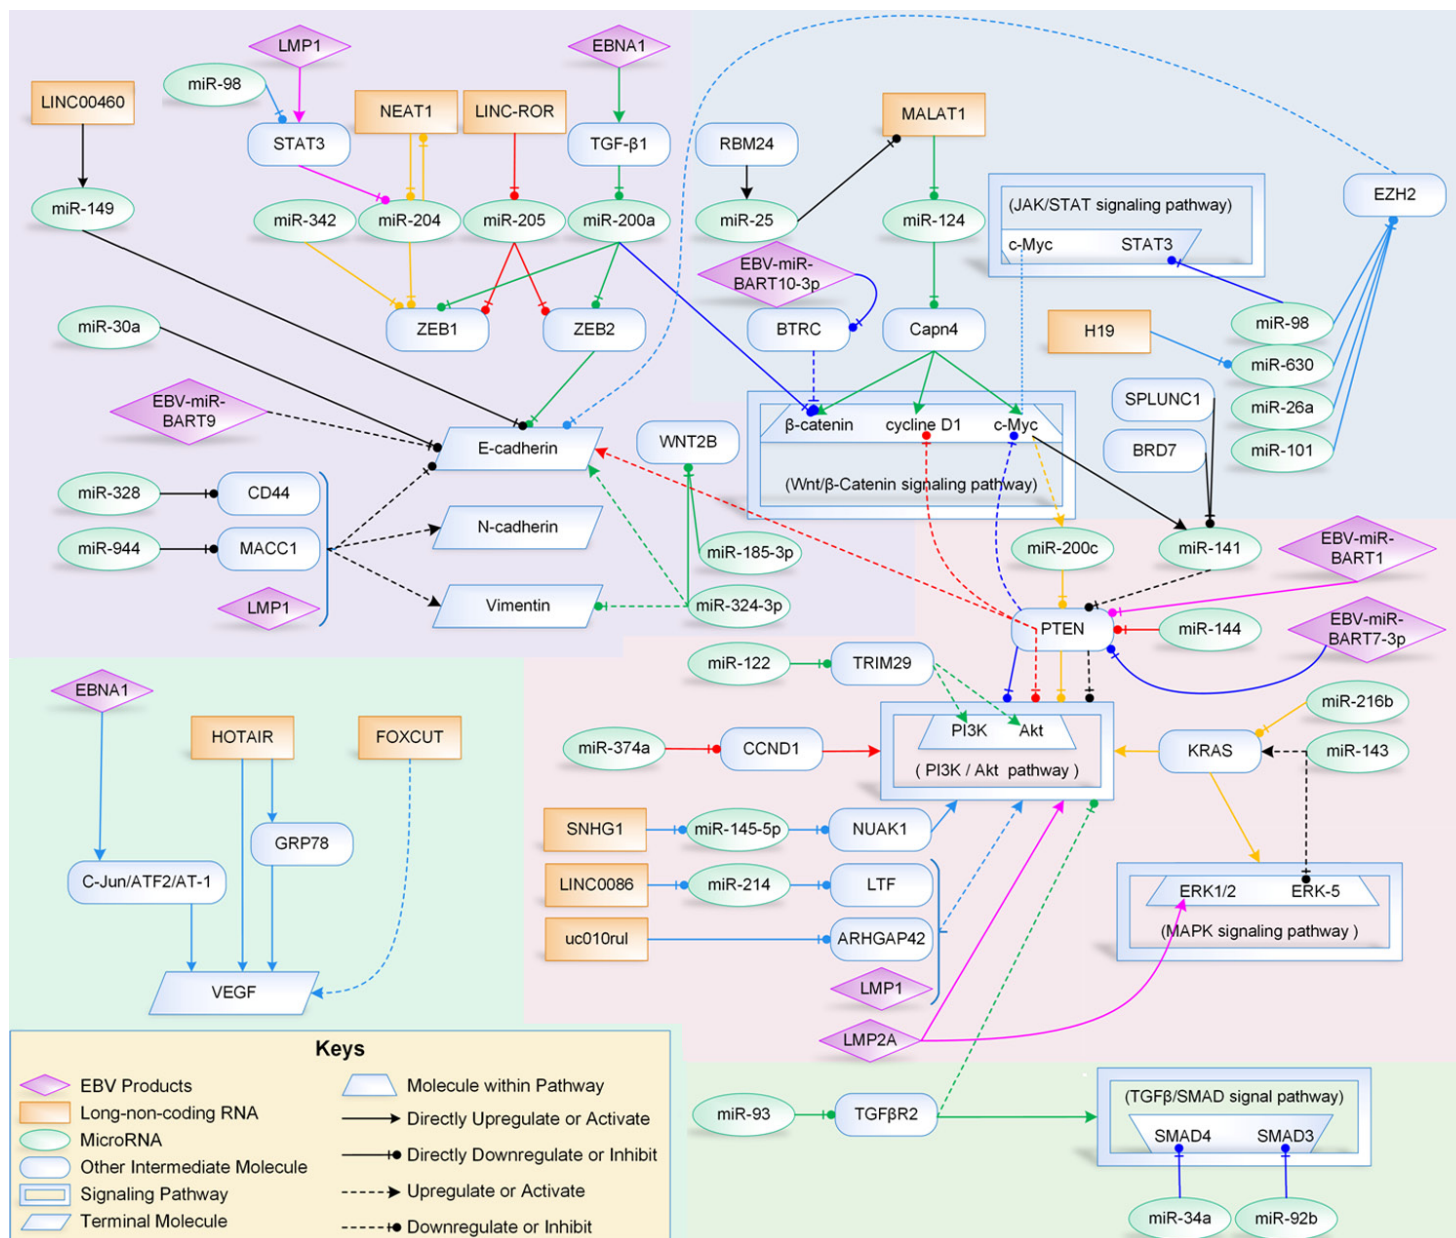 LMP1
EBNA1
miR-98
LINC00460
NEAT1
LINC-ROR
MALAT1
STAT3
TGF-β1
RBM24
EZH2
miR-149
miR-342
miR-204
miR-205
miR-200a
miR-25
miR-124
(JAK/STAT signaling pathway)
c-Myc
STAT3
EBV-miR-
BART10-3p
miR-30a
ZEB1
ZEB2
BTRC
Capn4
H19
miR-98
miR-630
miR-26a
miR-101
SPLUNC1
BRD7
EBV-miR-
BART9
E-cadherin
WNT2B
β-catenin
cycline D1
c-Myc
(Wnt/β-Catenin signaling pathway)
miR-328
CD44
N-cadherin
miR-944
MACC1
LMP1
Vimentin
miR-185-3p
miR-324-3p
miR-200c
miR-141
EBV-miR-
BART1
PTEN
miR-144
EBV-miR-
BART7-3p
miR-122
TRIM29
EBNA1
HOTAIR
FOXCUT
miR-374a
CCND1
PI3K
Akt
( PI3K / Akt pathway )
KRAS
miR-216b
miR-143
GRP78
C-Jun/ATF2/AT-1
SNHG1
miR-145-5p
NUAK1
LINC0086
miR-214
LTF
uc010rul
ARHGAP42
LMP1
LMP2A
ERK1/2
ERK-5
(MAPK signaling pathway )
VEGF
miR-93
TGFβR2
(TGFβ/SMAD signal pathway)
SMAD4
SMAD3
miR-34a
miR-92b
Keys
EBV Products
Long-non-coding RNA
MicroRNA
Other Intermediate Molecule
Signaling Pathway
Terminal Molecule
Molecule within Pathway
Directly Upregulate or Activate
Directly Downregulate or Inhibit
Upregulate or Activate
Downregulate or Inhibit